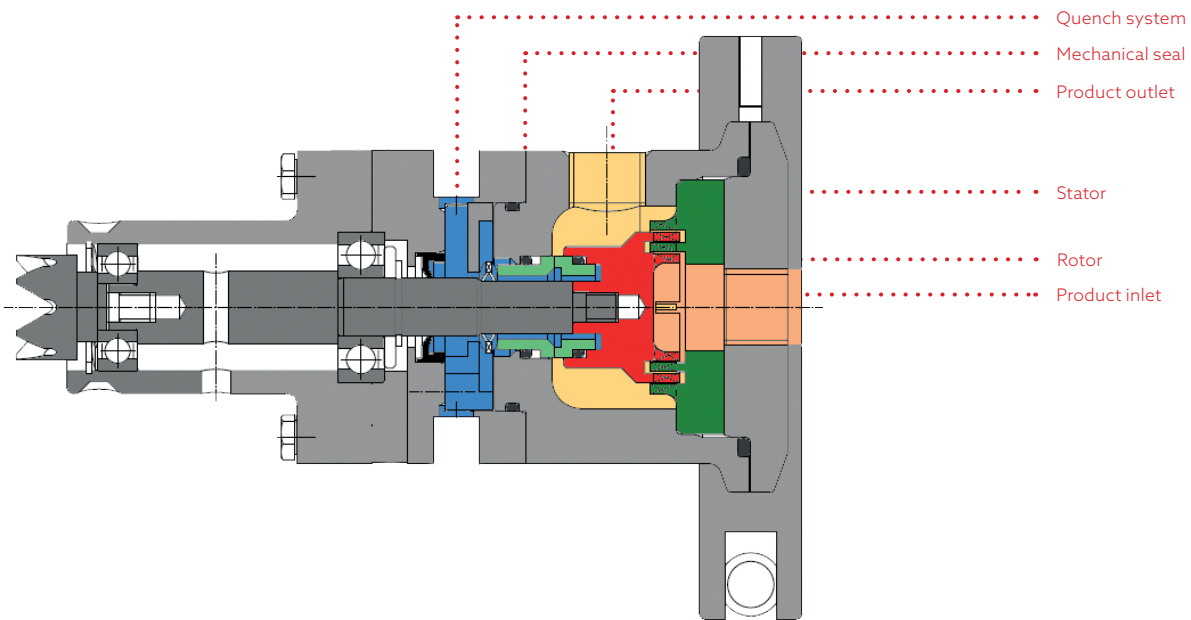 Quench system
Mechanical seal
Product outlet
Stator
Rotor
Product inlet